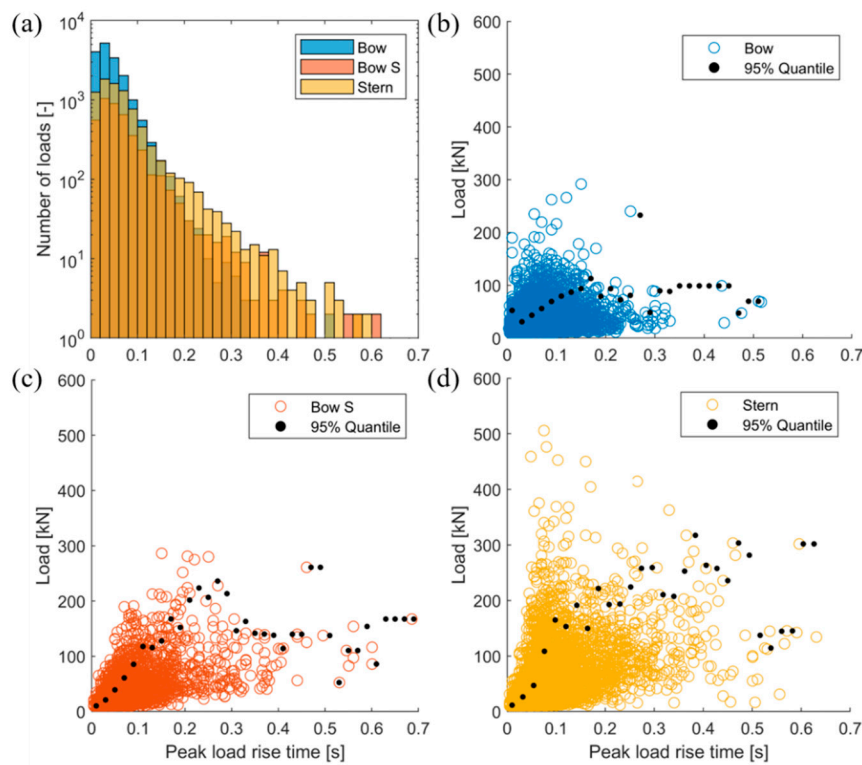 (a)
Number of loads [-]
10^4
10^3
10^2
10^1
10^0
0 0.1 0.2 0.3 0.4 0.5 0.6 0.7
Bow
Bow S
Stern
(b)
Load [kN]
600
500
400
300
200
100
0
0 0.1 0.2 0.3 0.4 0.5 0.6 0.7
Bow
95% Quantile
(c)
Load [kN]
600
500
400
300
200
100
0
0 0.1 0.2 0.3 0.4 0.5 0.6 0.7
Peak load rise time [s]
Bow S
95% Quantile
(d)
Load [kN]
600
500
400
300
200
100
0
0 0.1 0.2 0.3 0.4 0.5 0.6 0.7
Peak load rise time [s]
Stern
95% Quantile